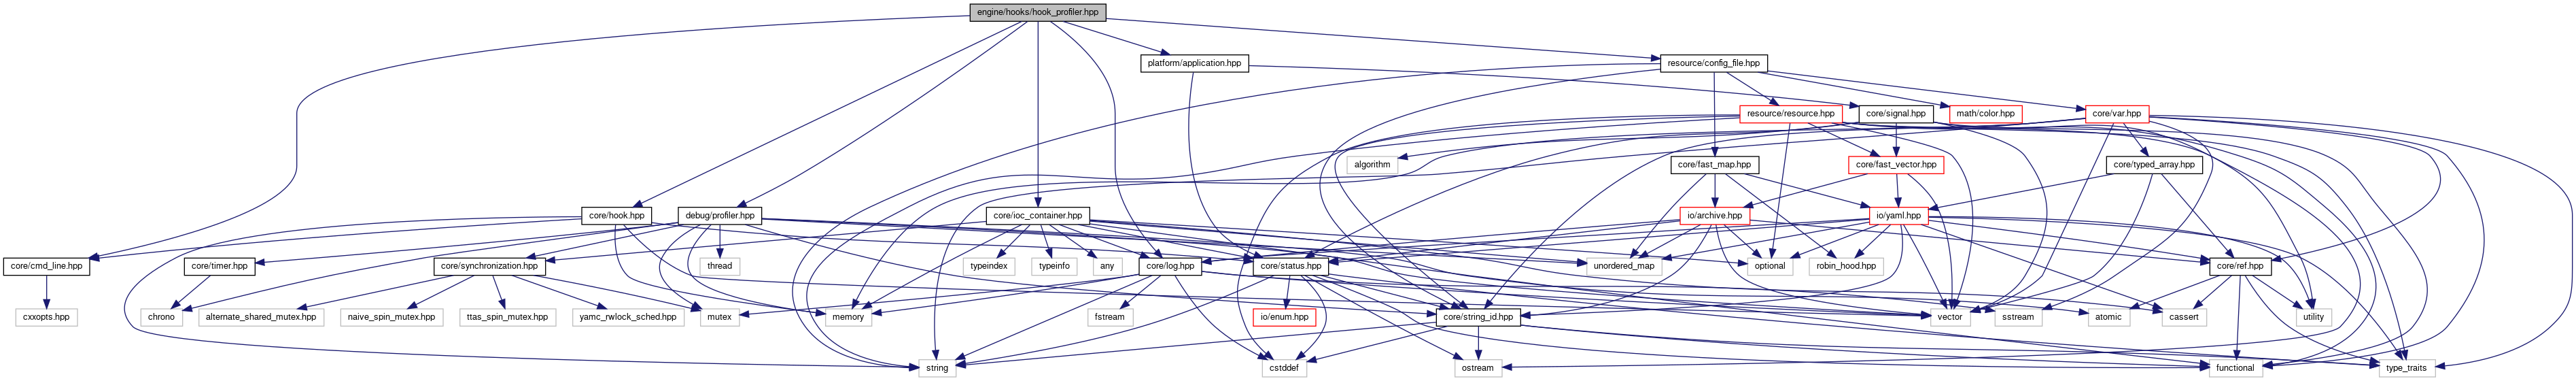 engine/hooks/hook_profiler.hpp
platform/application.hpp
resource/config_file.hpp
resource/resource.hpp
core/signal.hpp
math/color.hpp
core/var.hpp
algorithm
core/fast_map.hpp
core/fast_vector.hpp
core/typed_array.hpp
core/hook.hpp
debug/profiler.hpp
core/ioc_container.hpp
io/archive.hpp
io/yaml.hpp
core/cmd_line.hpp
core/timer.hpp
core/synchronization.hpp
thread
typeindex
typeinfo
any
core/log.hpp
core/status.hpp
unordered_map
optional
robin_hood.hpp
core/ref.hpp
cxxopts.hpp
chrono
alternate_shared_mutex.hpp
naive_spin_mutex.hpp
ttas_spin_mutex.hpp
yamc_rwlock_sched.hpp
mutex
memory
fstream
io/enum.hpp
core/string_id.hpp
vector
sstream
atomic
cassert
utility
string
cstddef
ostream
functional
type_traits